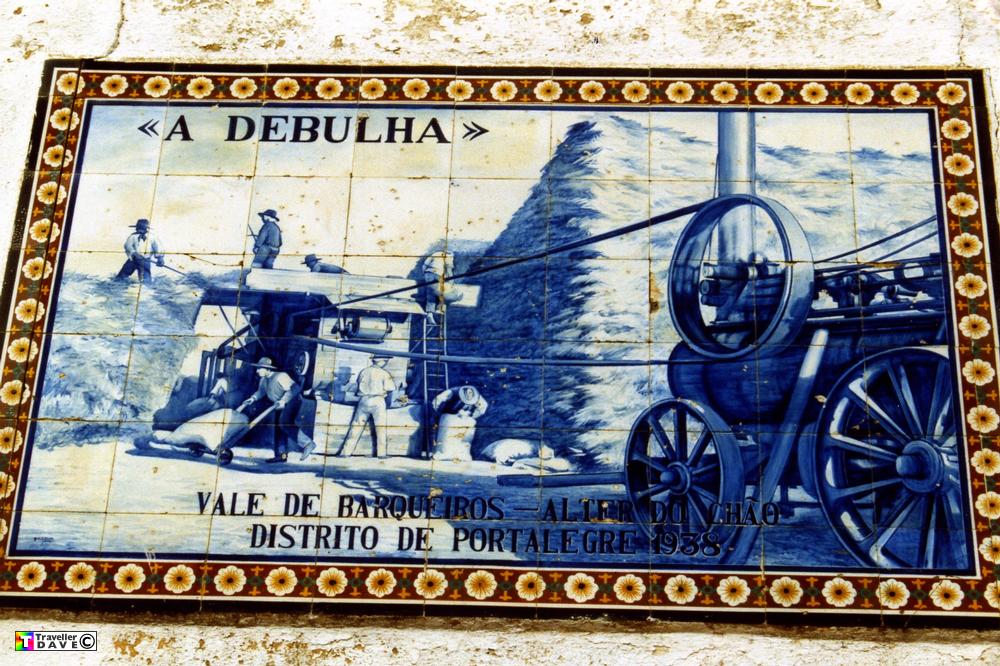 «A DEBULHA»
VALE DE BARQUEIROS — ALTER DO CHÃO
DISTRITO DE PORTALEGRE 1938
Traveller
DAVE ©